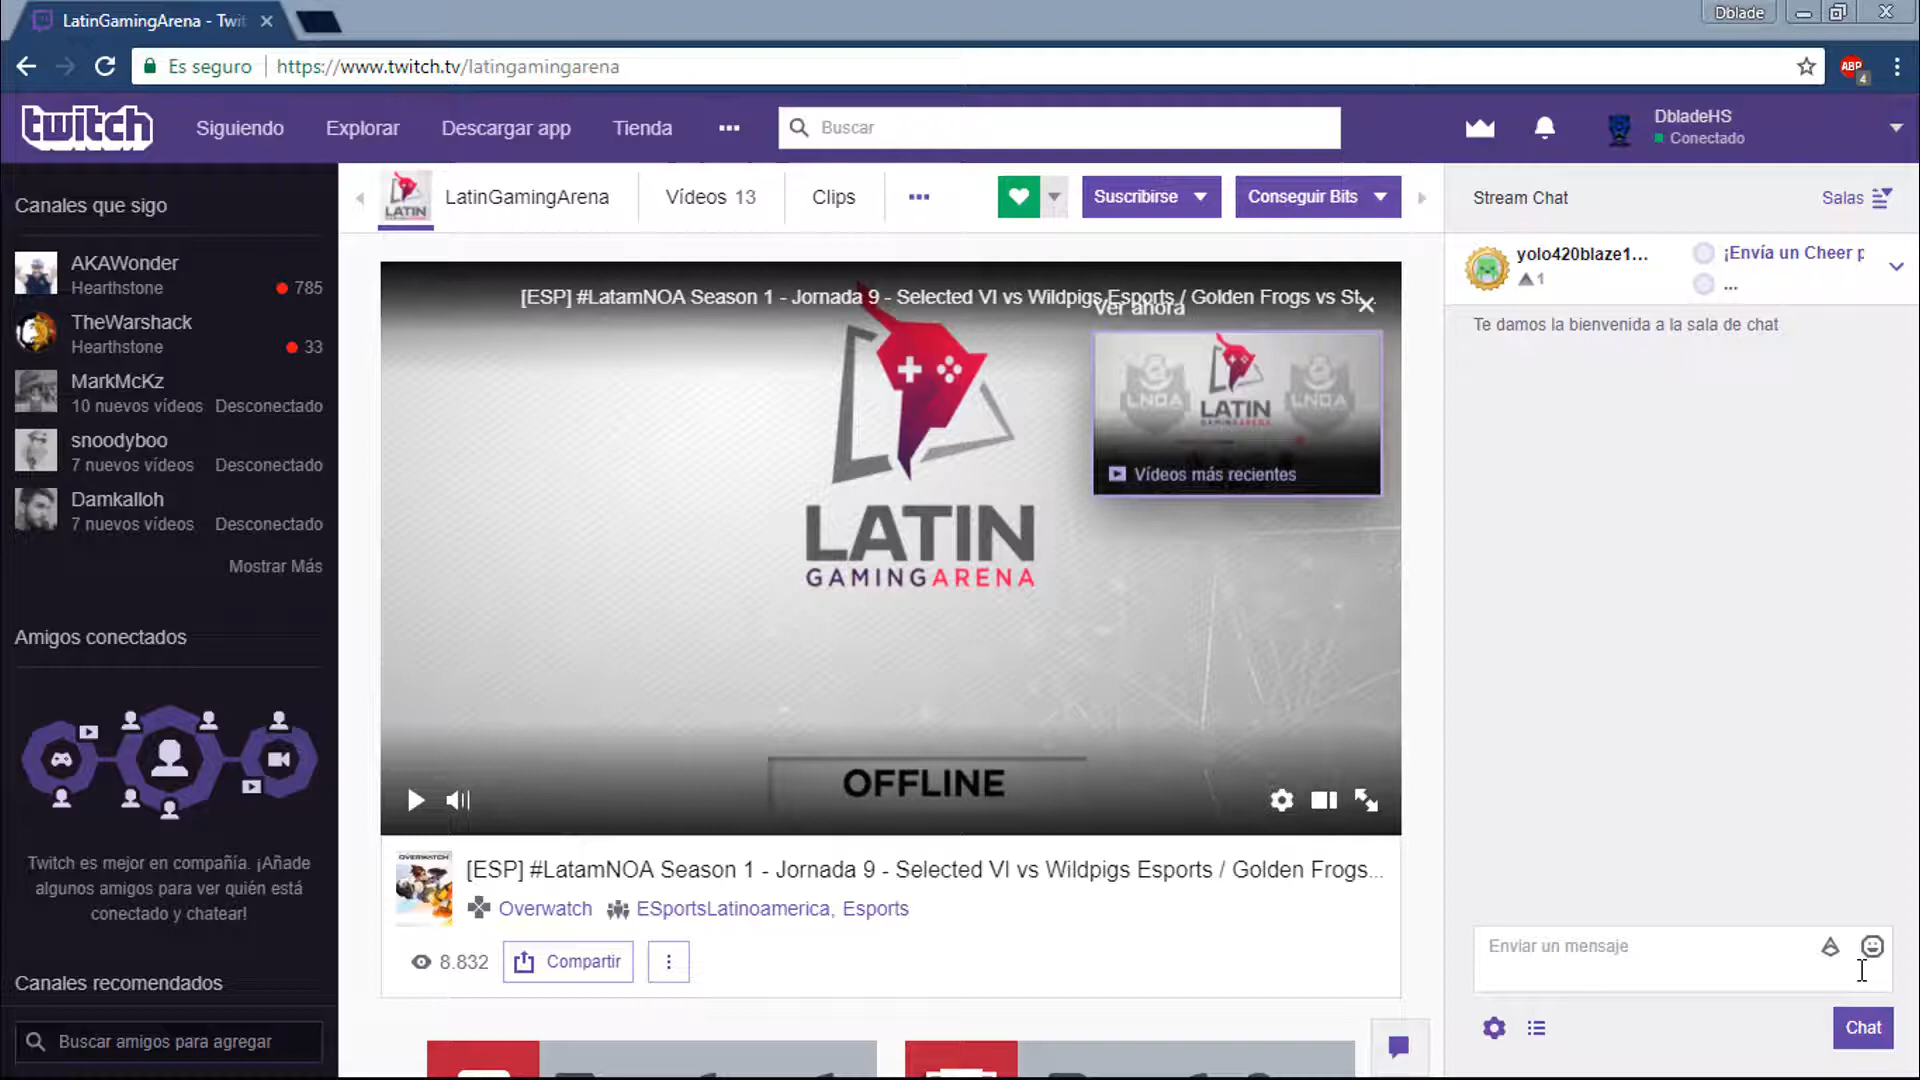 LatinGamingArena - Twit
Dblade
Es seguro
https://www.twitch.tv/latingamingarena
ABP
4
twitch
Siguiendo
Explorar
Descargar app
Tienda
Buscar
DbladeHS
Conectado
Canales que sigo
AKAWonder
Hearthstone
785
TheWarshack
Hearthstone
33
MarkMcKz
10 nuevos vídeos
Desconectado
snoodyboo
7 nuevos vídeos
Desconectado
Damkalloh
7 nuevos vídeos
Desconectado
Mostrar Más
Amigos conectados
Twitch es mejor en compañía. ¡Añade
algunos amigos para ver quién está
conectado y chatear!
Canales recomendados
Buscar amigos para agregar
LATIN
LatinGamingArena
Vídeos 13
Clips
Suscribirse
Conseguir Bits
[ESP] #LatamNOA Season 1 - Jornada 9 - Selected VI vs Wildpigs Esports / Golden Frogs vs St...
Ver ahora
LNOA
LATIN
GAMINGARENA
LNOA
Vídeos más recientes
LATIN
GAMINGARENA
OFFLINE
OVERWATCH
[ESP] #LatamNOA Season 1 - Jornada 9 - Selected VI vs Wildpigs Esports / Golden Frogs...
Overwatch
ESportsLatinoamerica, Esports
8.832
Compartir
Stream Chat
Salas
yolo420blaze1...
1
¡Envía un Cheer p
...
Te damos la bienvenida a la sala de chat
Enviar un mensaje
Chat